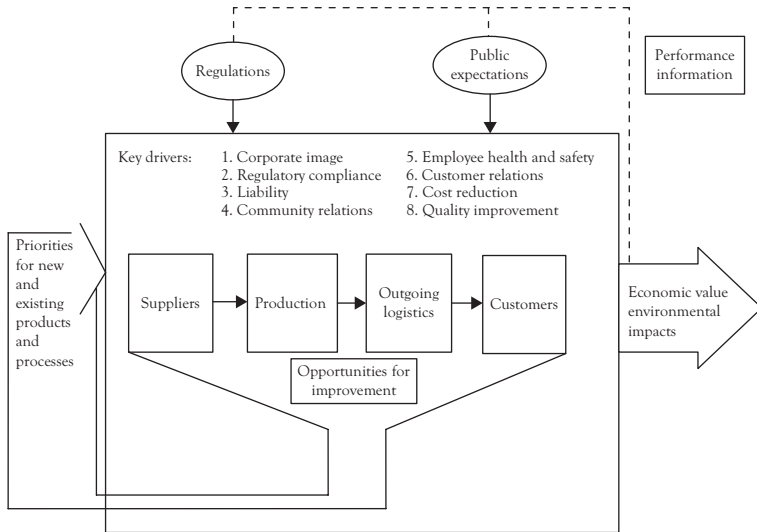 Regulations
Public
expectations
Performance
information
Key drivers:
1. Corporate image
2. Regulatory compliance
3. Liability
4. Community relations
5. Employee health and safety
6. Customer relations
7. Cost reduction
8. Quality improvement
Priorities
for new
and
existing
products
and
processes
Suppliers
Production
Outgoing
logistics
Customers
Opportunities for
improvement
Economic value
environmental
impacts